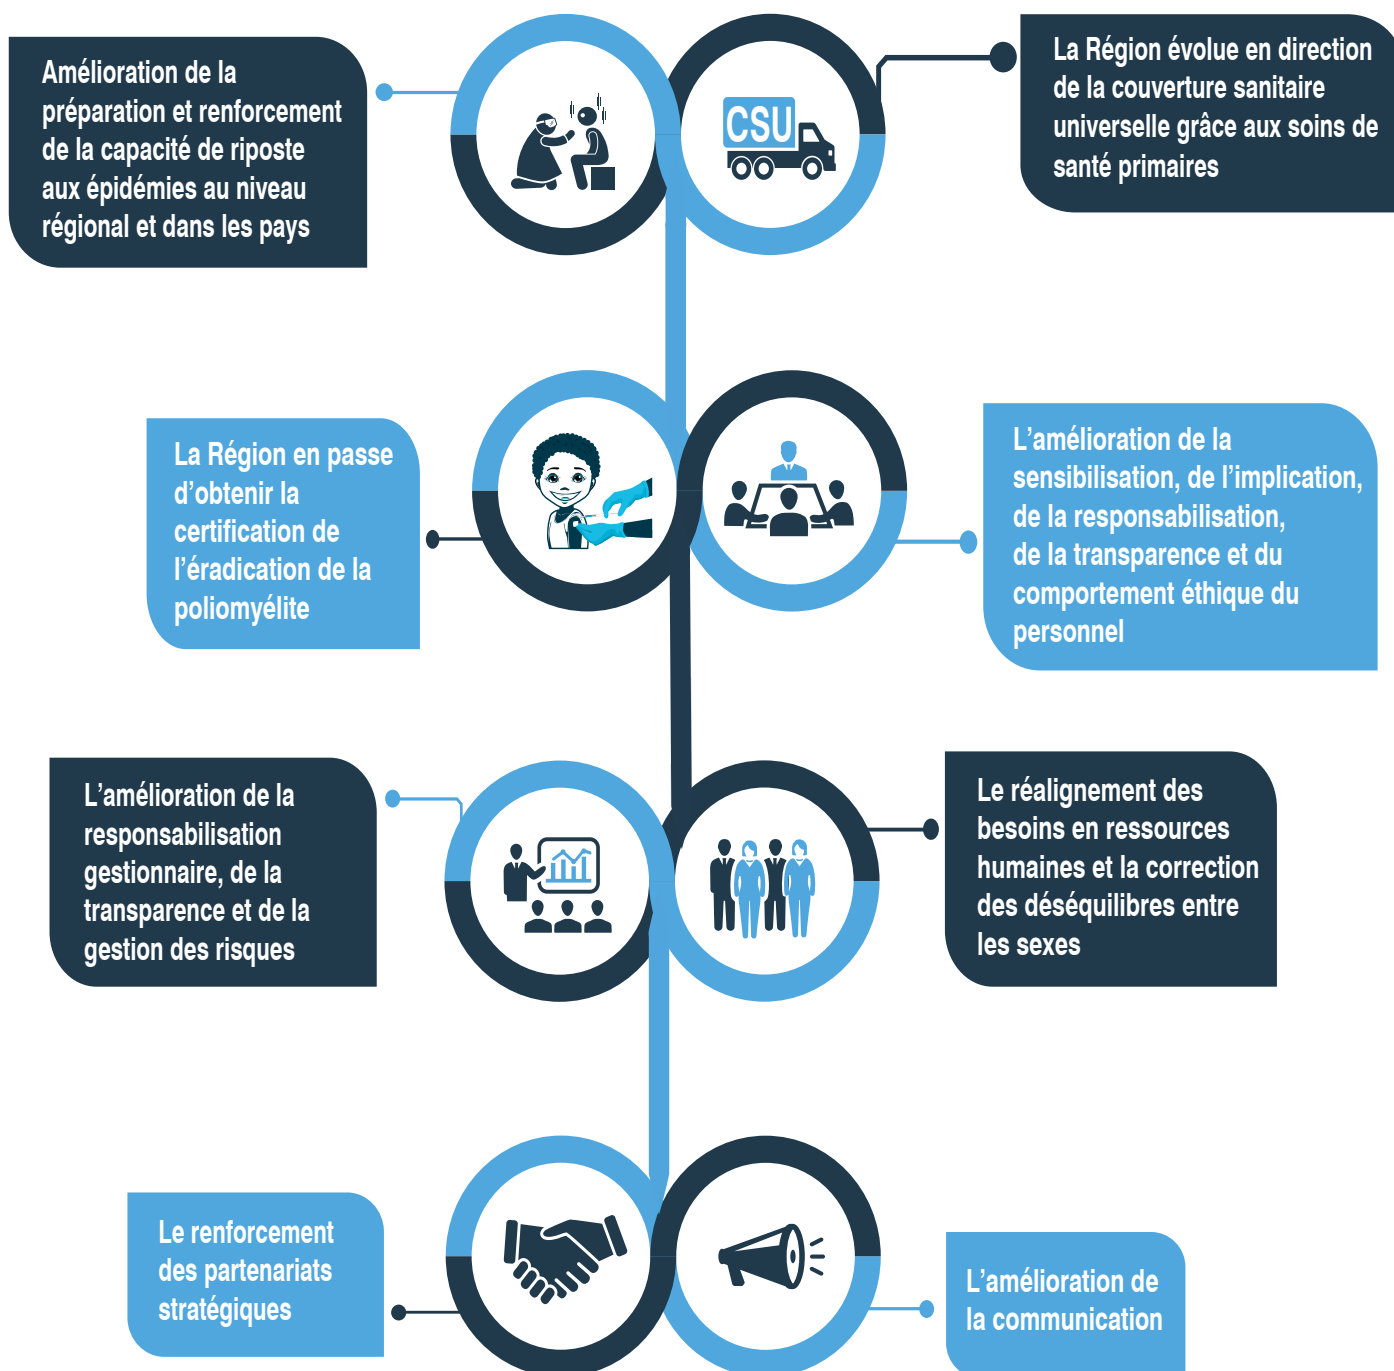 Amélioration de la
préparation et renforcement
de la capacité de riposte
aux épidémies au niveau
régional et dans les pays
CSU
La Région évolue en direction
de la couverture sanitaire
universelle grâce aux soins de
santé primaires
La Région en passe
d’obtenir la
certification de
l’éradication de la
poliomyélite
L’amélioration de la
sensibilisation, de l’implication,
de la responsabilisation,
de la transparence et du
comportement éthique du
personnel
L’amélioration de la
responsabilisation
gestionnaire, de la
transparence et de la
gestion des risques
Le réalignement des
besoins en ressources
humaines et la correction
des déséquilibres entre
les sexes
Le renforcement
des partenariats
stratégiques
L’amélioration de
la communication